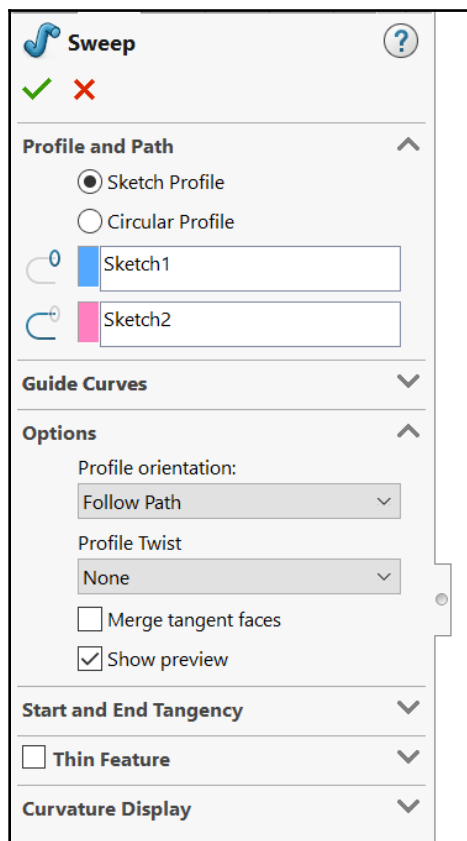 Sweep
?
Profile and Path
Sketch Profile
Circular Profile
Sketch1
Sketch2
Guide Curves
Options
Profile orientation:
Follow Path
Profile Twist
None
Merge tangent faces
Show preview
Start and End Tangency
Thin Feature
Curvature Display